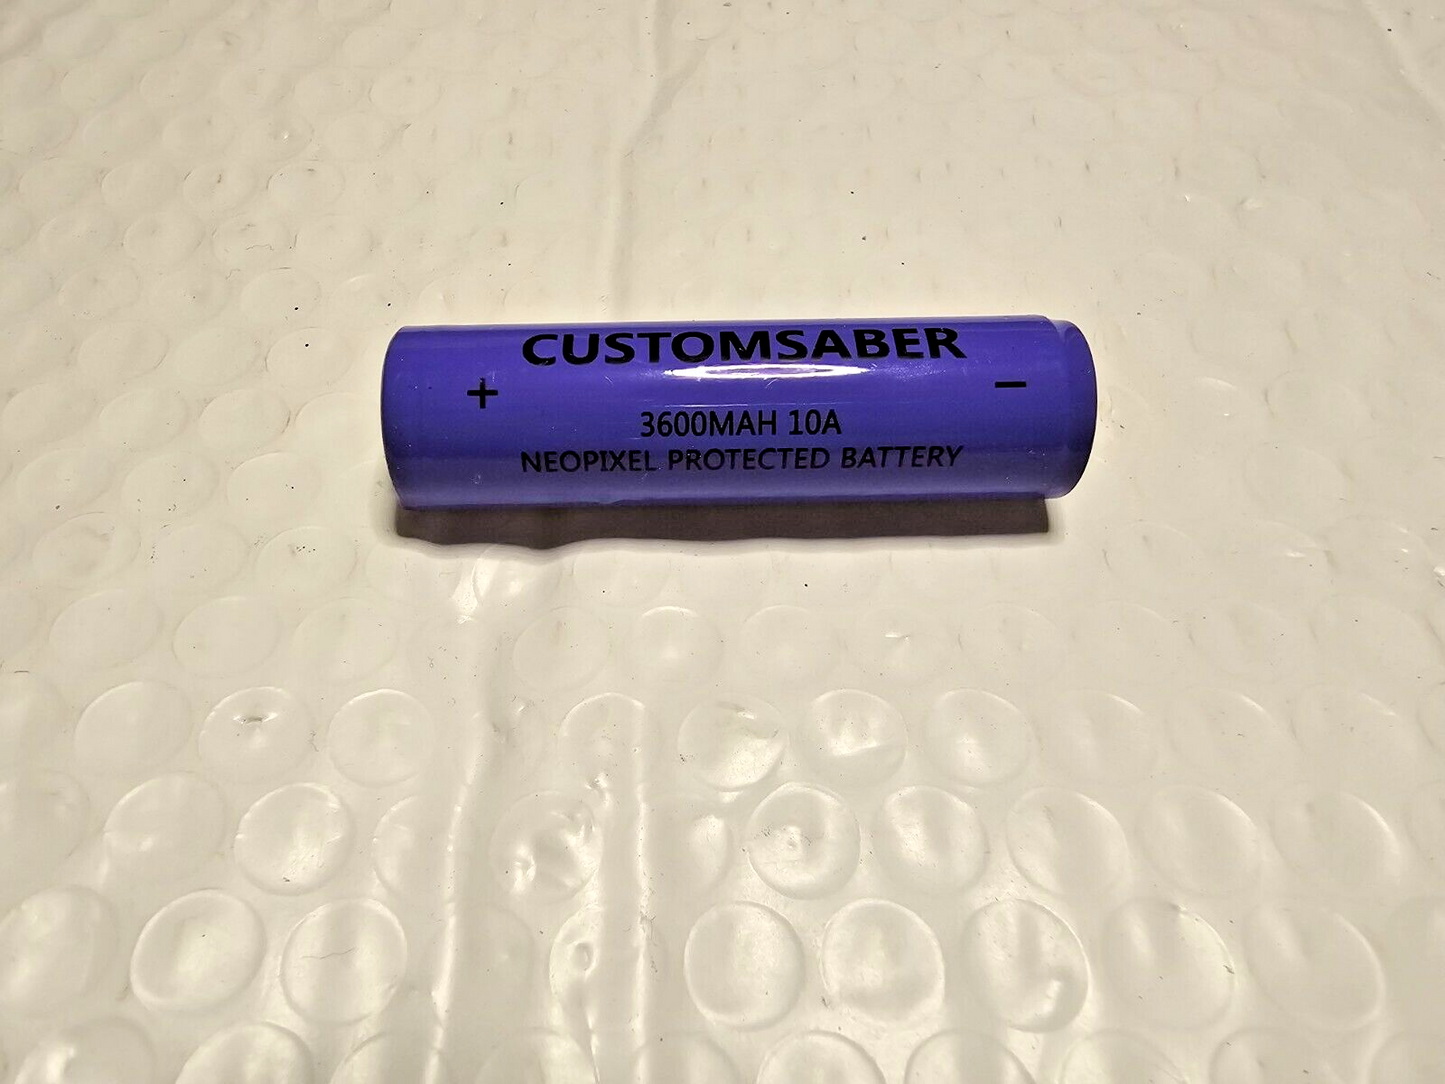 CUSTOMSABER
+ −
3600MAH 10A
NEOPIXEL PROTECTED BATTERY